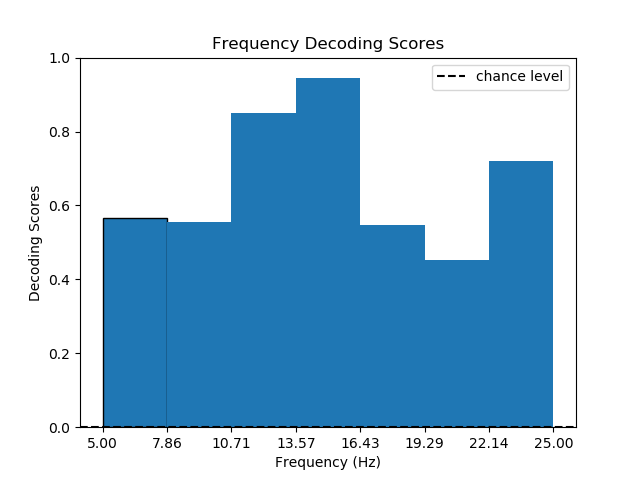 Frequency Decoding Scores
chance level
Decoding Scores
1.0
0.8
0.6
0.4
0.2
0.0
5.00 7.86 10.71 13.57 16.43 19.29 22.14 25.00
Frequency (Hz)